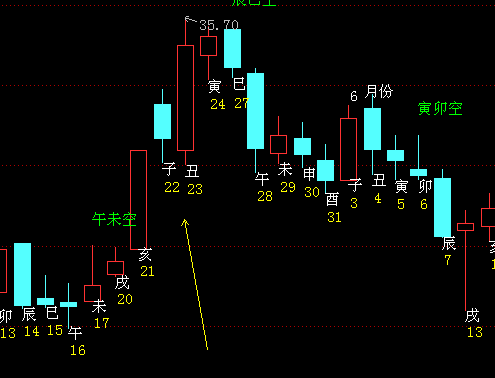 辰巳空
35.70
寅
24
巳
27
6 月份
寅卯空
子
22
丑
23
午
28
未
29
申
30
酉
31
子
3
丑
4
寅
5
卯
6
午未空
亥
21
戌
20
未
17
辰
7
亥
1
卯
13
辰
14
巳
15
午
16
戌
13